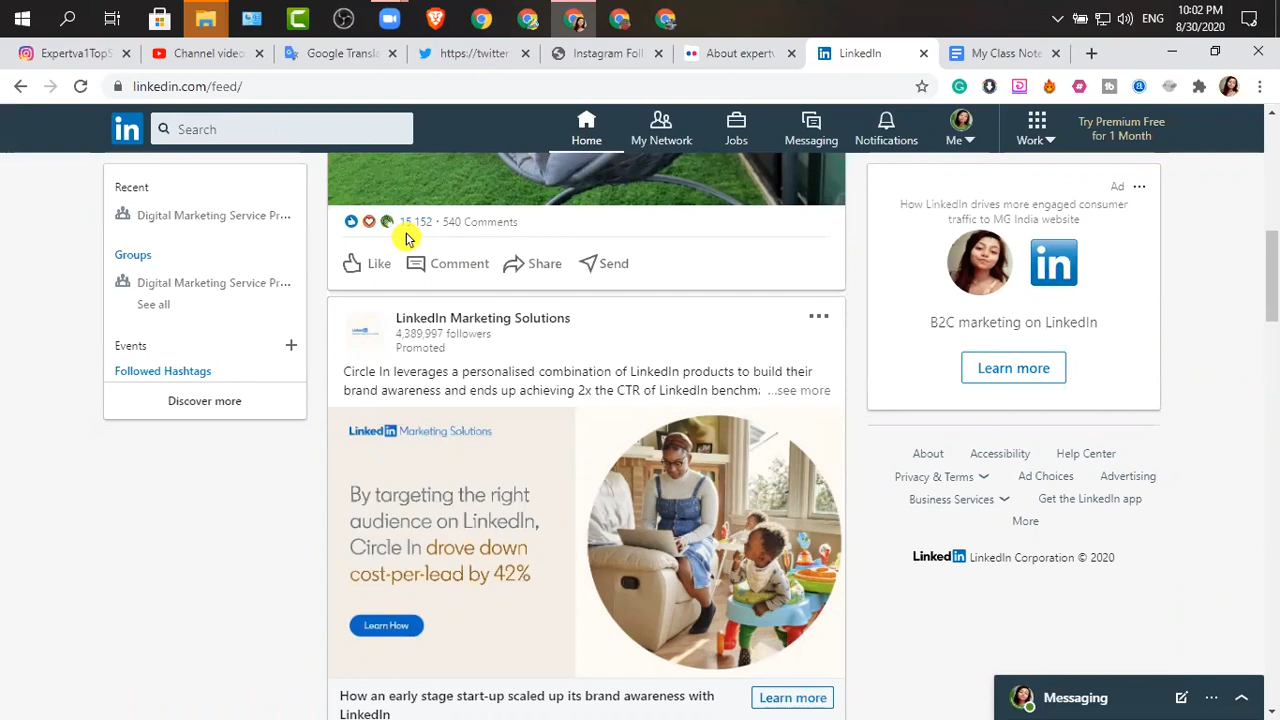 ENG
10:02 PM
8/30/2020
Expertva1TopS
Channel video
Google Transla
https://twitter
Instagram Foll
About expertv
LinkedIn
My Class Note
linkedin.com/feed/
in
Search
Home
My Network
Jobs
Messaging
Notifications
Me
Work
Try Premium Free
for 1 Month
Recent
Digital Marketing Service Pr...
Groups
Digital Marketing Service Pr...
See all
Events
Followed Hashtags
Discover more
15,152 • 540 Comments
Like
Comment
Share
Send
LinkedIn Marketing Solutions
4,389,997 followers
Promoted
Circle In leverages a personalised combination of LinkedIn products to build their
brand awareness and ends up achieving 2x the CTR of LinkedIn benchm. ...see more
LinkedIn Marketing Solutions
By targeting the right
audience on LinkedIn,
Circle In drove down
cost-per-lead by 42%
Learn How
How an early stage start-up scaled up its brand awareness with
LinkedIn
Learn more
Ad
How LinkedIn drives more engaged consumer
traffic to MG India website
in
B2C marketing on LinkedIn
Learn more
About
Accessibility
Help Center
Privacy & Terms
Ad Choices
Advertising
Business Services
Get the LinkedIn app
More
LinkedIn LinkedIn Corporation © 2020
Messaging